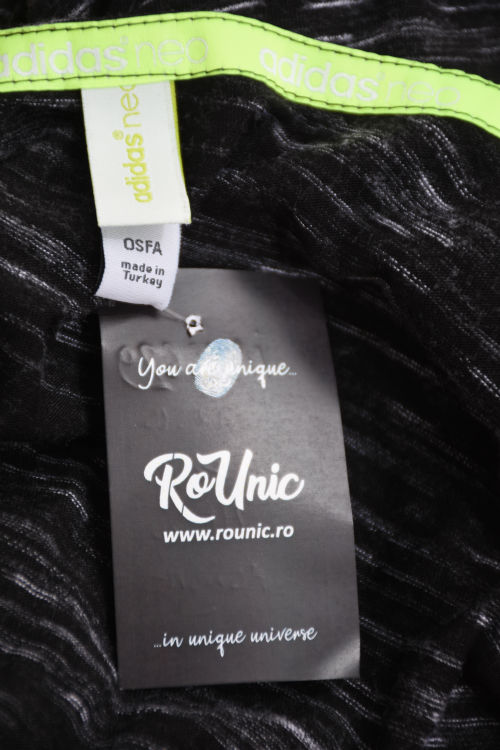 adidas neo adidas neo
adidas® neo
OSFA
made in
Turkey
You are unique...
RoUnic
www.rounic.ro
...in unique universe